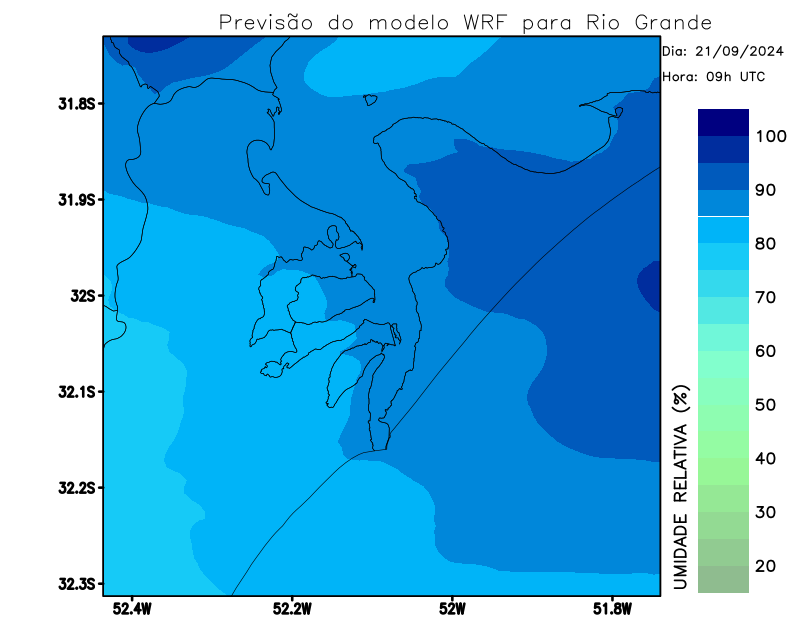 Previsão do modelo WRF para Rio Grande
Dia: 21/09/2024
Hora: 09h UTC
31.8S
31.9S
32S
32.1S
32.2S
32.3S
52.4W
52.2W
52W
51.8W
100
90
80
70
60
50
40
30
20
UMIDADE RELATIVA (%)